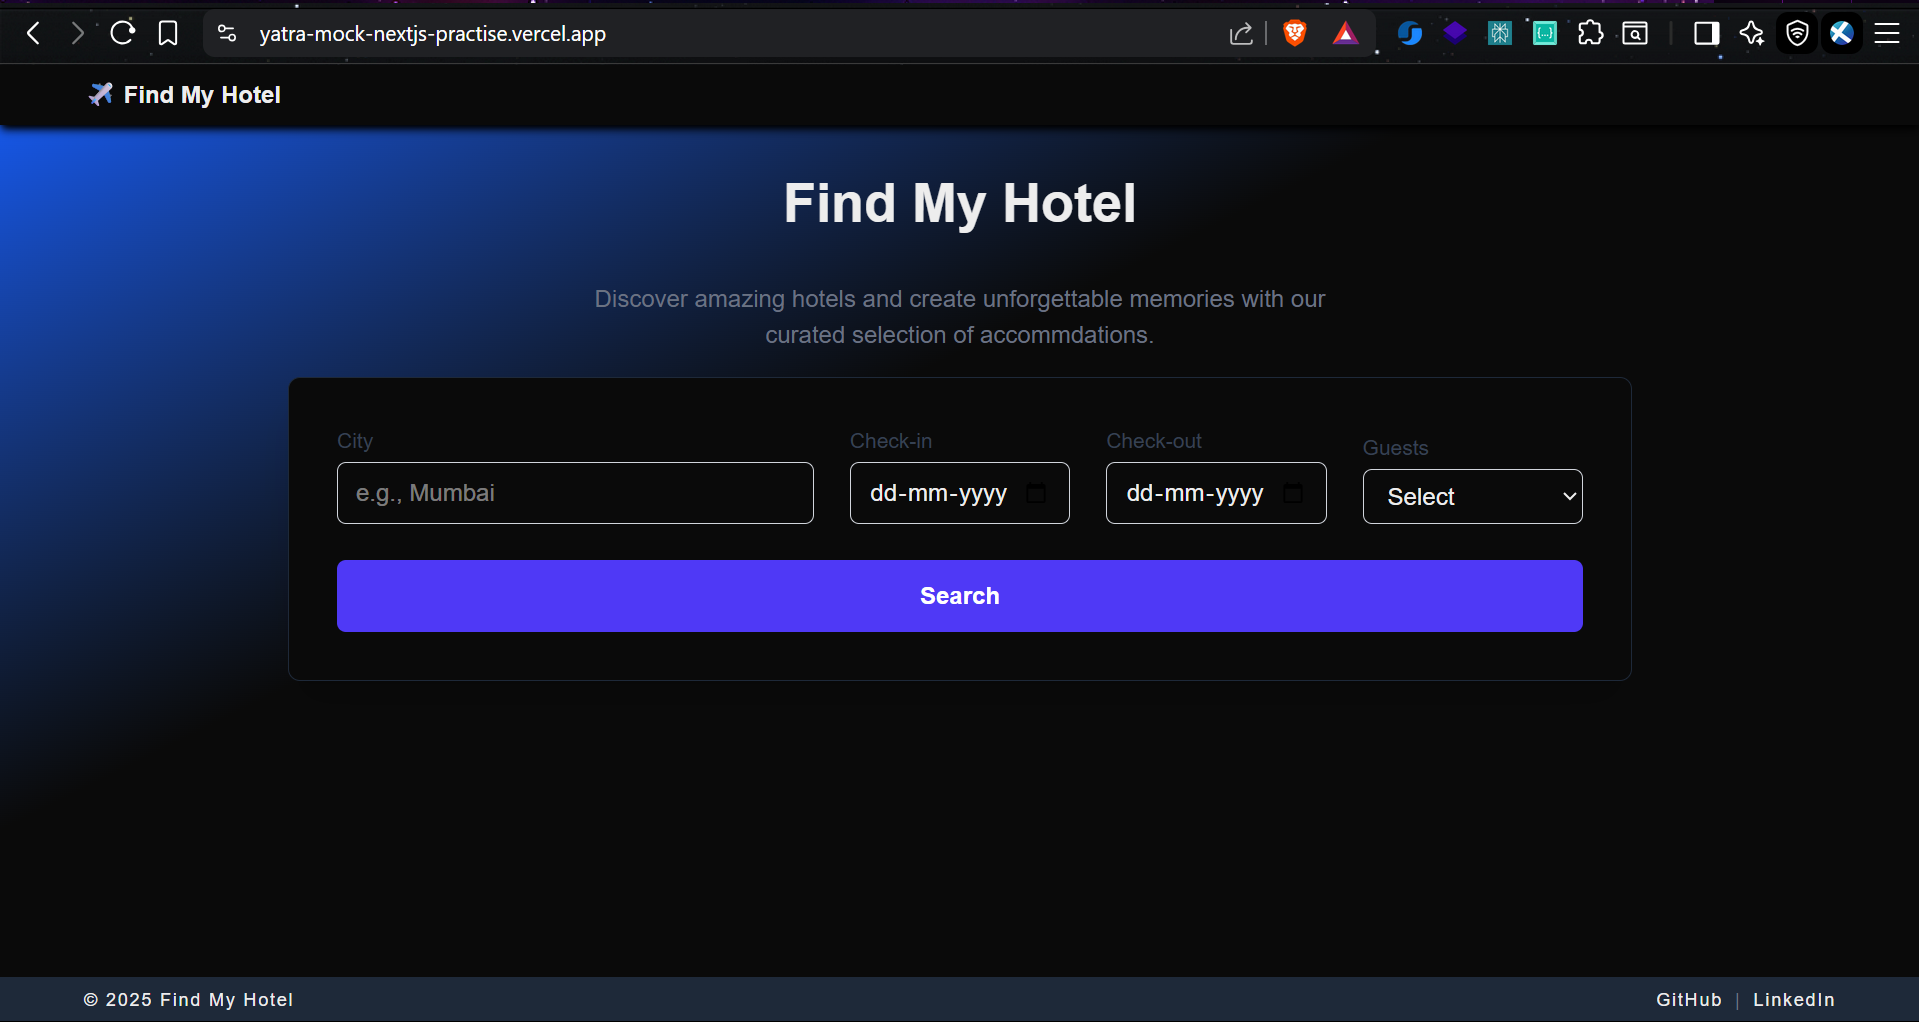 yatra-mock-nextjs-practise.vercel.app
Find My Hotel
Find My Hotel
Discover amazing hotels and create unforgettable memories with our
curated selection of accommdations.
City
Check-in
Check-out
Guests
e.g., Mumbai
dd-mm-yyyy
dd-mm-yyyy
Select
Search
© 2025 Find My Hotel
GitHub | LinkedIn